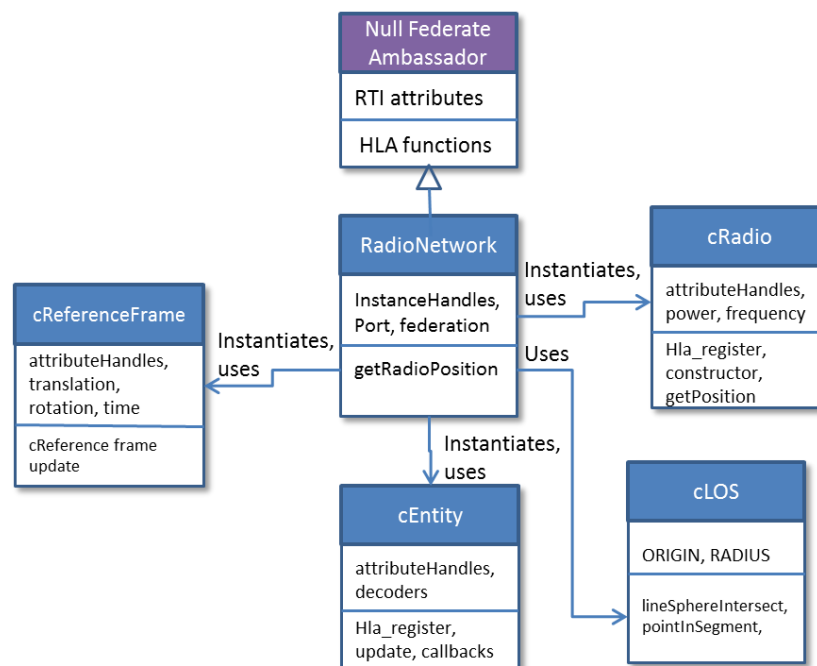 Null Federate
Ambassador
RTI attributes
HLA functions
RadioNetwork
InstanceHandles,
Port, federation
getRadioPosition
Instantiates,
uses
cRadio
attributeHandles,
power, frequency
Hla_register,
constructor,
getPosition
Instantiates,
uses
cReferenceFrame
attributeHandles,
translation,
rotation, time
cReference frame
update
Uses
Instantiates,
uses
cEntity
attributeHandles,
decoders
Hla_register,
update, callbacks
cLOS
ORIGIN, RADIUS
lineSphereIntersect,
pointInSegment,